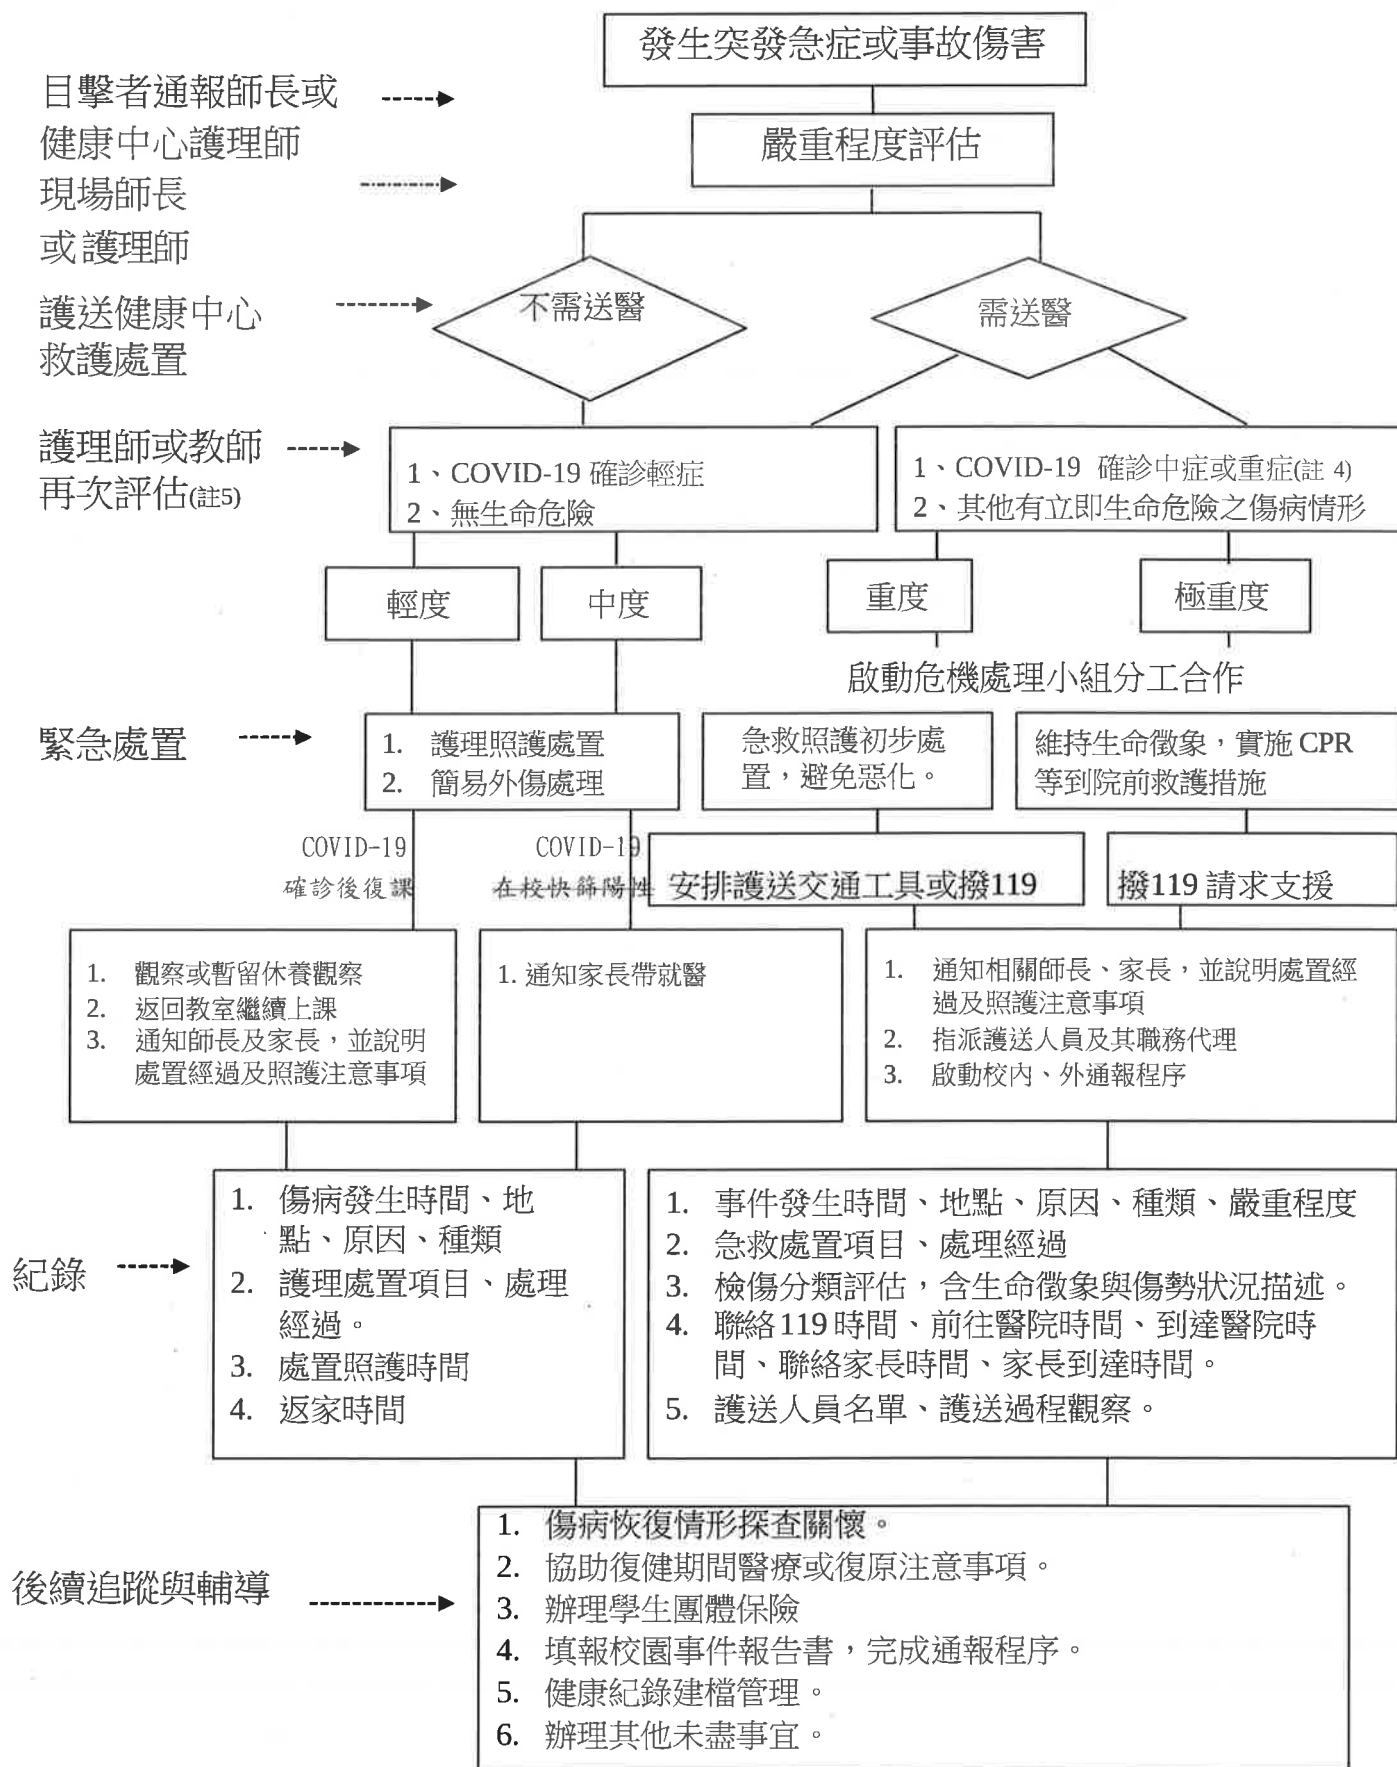 發生突發急症或事故傷害
目擊者通報師長或
健康中心護理師
嚴重程度評估
現場師長
或護理師
不需送醫
需送醫
護送健康中心
救護處置
護理師或教師
再次評估(註5)
1、COVID-19 確診輕症
2、無生命危險
1、COVID-19 確診中症或重症(註 4)
2、其他有立即生命危險之傷病情形
輕度
中度
重度
極重度
啟動危機處理小組分工合作
緊急處置
1. 護理照護處置
2. 簡易外傷處理
急救照護初步處
置，避免惡化。
維持生命徵象，實施 CPR
等到院前救護措施
COVID-19
確診後復課
COVID-19
在校快篩陽性
安排護送交通工具或撥119
撥119 請求支援
1. 觀察或暫留休養觀察
2. 返回教室繼續上課
3. 通知師長及家長，並說明
處置經過及照護注意事項
1. 通知家長帶就醫
1. 通知相關師長、家長，並說明處置經
過及照護注意事項
2. 指派護送人員及其職務代理
3. 啟動校內、外通報程序
紀錄
1. 傷病發生時間、地
點、原因、種類
2. 護理處置項目、處理
經過。
3. 處置照護時間
4. 返家時間
1. 事件發生時間、地點、原因、種類、嚴重程度
2. 急救處置項目、處理經過
3. 檢傷分類評估，含生命徵象與傷勢狀況描述。
4. 聯絡119 時間、前往醫院時間、到達醫院時
間、聯絡家長時間、家長到達時間。
5. 護送人員名單、護送過程觀察。
後續追蹤與輔導
1. 傷病恢復情形探查關懷。
2. 協助復健期間醫療或復原注意事項。
3. 辦理學生團體保險
4. 填報校園事件報告書，完成通報程序。
5. 健康紀錄建檔管理。
6. 辦理其他未盡事宜。